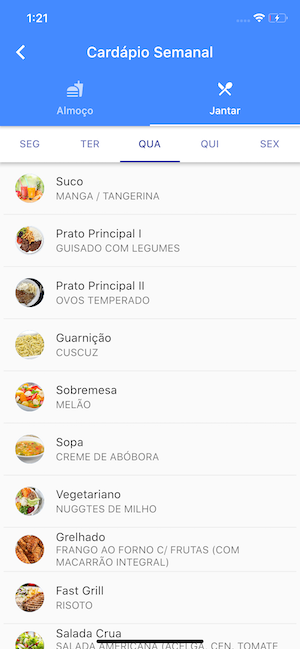 1:21
Cardápio Semanal
Almoço
Jantar
SEG
TER
QUA
QUI
SEX
Suco
MANGA / TANGERINA
Prato Principal I
GUISADO COM LEGUMES
Prato Principal II
OVOS TEMPERADO
Guarnição
CUSCUZ
Sobremesa
MELÃO
Sopa
CREME DE ABÓBORA
Vegetariano
NUGGTES DE MILHO
Grelhado
FRANGO AO FORNO C/ FRUTAS (COM
MACARRÃO INTEGRAL)
Fast Grill
RISOTO
Salada Crua
SALADA AMERICANA (ACELGA, CEN, TOMATE